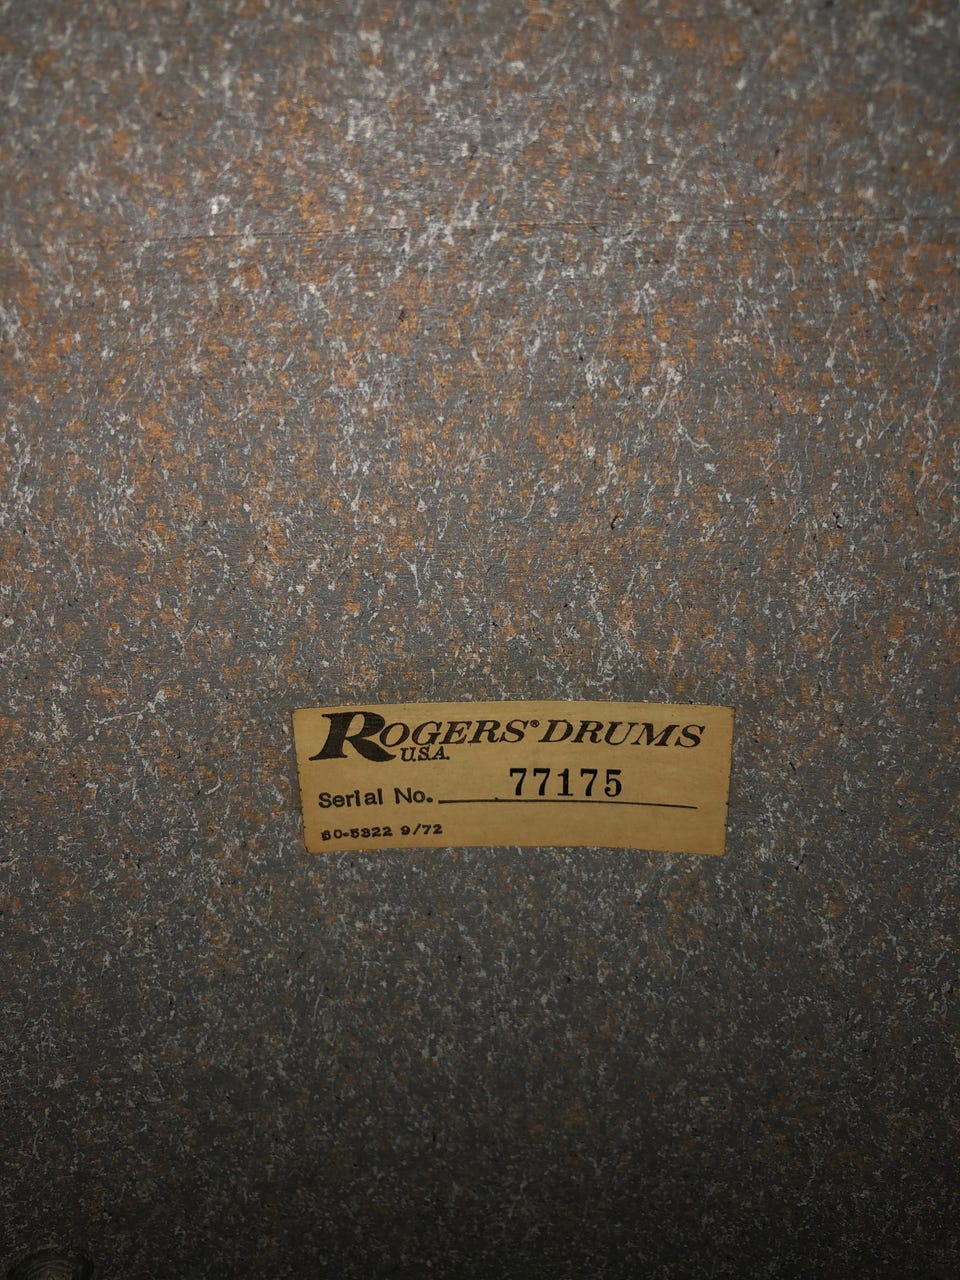 ROGERS® DRUMS
U.S.A.
Serial No. 77175
60-5322 9/72